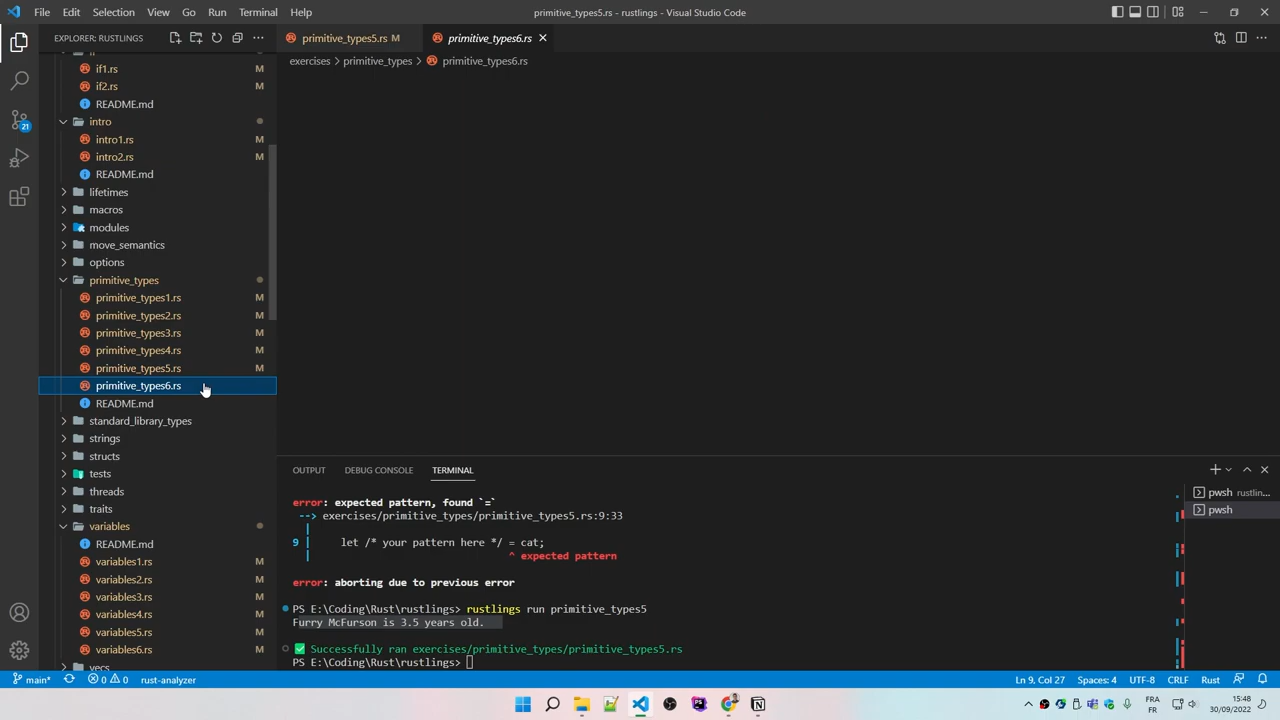 File Edit Selection View Go Run Terminal Help
primitive_types5.rs - rustlings - Visual Studio Code
EXPLORER: RUSTLINGS
primitive_types5.rs M
primitive_types6.rs
exercises > primitive_types > primitive_types6.rs
if1.rs M
if2.rs M
README.md
intro
intro1.rs M
intro2.rs M
README.md
lifetimes
macros
modules
move_semantics
options
primitive_types
primitive_types1.rs M
primitive_types2.rs M
primitive_types3.rs M
primitive_types4.rs M
primitive_types5.rs M
primitive_types6.rs
README.md
standard_library_types
strings
structs
tests
threads
traits
variables
README.md
variables1.rs M
variables2.rs M
variables3.rs M
variables4.rs M
variables5.rs M
variables6.rs M
vecs
21
OUTPUT DEBUG CONSOLE TERMINAL
error: expected pattern, found `=`
--> exercises/primitive_types/primitive_types5.rs:9:33
|
9 | let /* your pattern here */ = cat;
| ^ expected pattern
error: aborting due to previous error
PS E:\Coding\Rust\rustlings> rustlings run primitive_types5
Furry McFurson is 3.5 years old.
✅ Successfully ran exercises/primitive_types/primitive_types5.rs
PS E:\Coding\Rust\rustlings>
pwsh rustlin...
pwsh
main* 0 0 rust-analyzer
Ln 9, Col 27 Spaces: 4 UTF-8 CRLF Rust
FRA
FR
15:48
30/09/2022